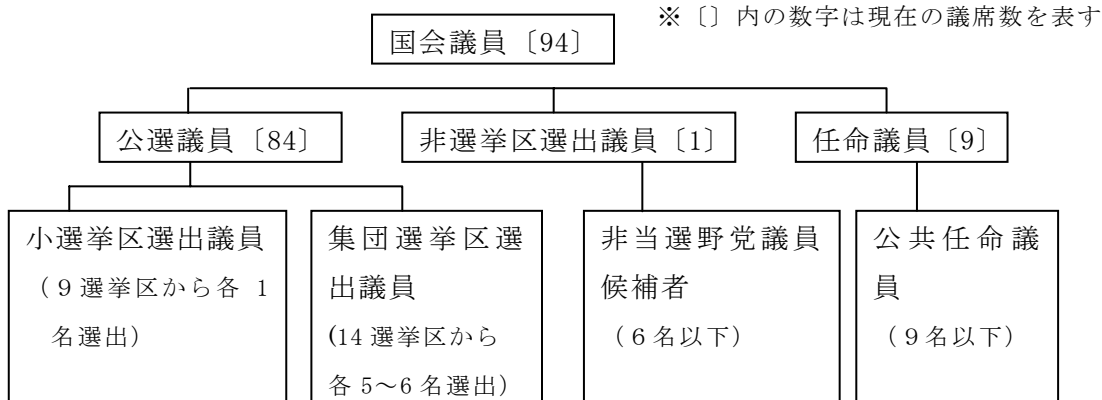 ※〔〕内の数字は現在の議席数を表す
国会議員〔94〕
公選議員〔84〕
非選挙区選出議員〔1〕
任命議員〔9〕
小選挙区選出議員
（９選挙区から各 1
名選出）
集団選挙区選
出議員
(14 選挙区から
各 5～6 名選出）
非当選野党議員
候補者
（６名以下）
公共任命議
員
（９名以下）